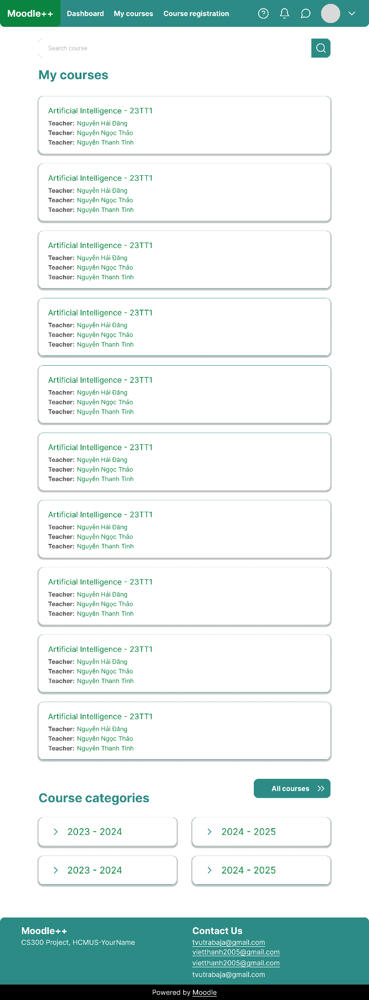 Moodle++ Dashboard My courses Course registration
Search course
My courses
Artificial Intelligence - 23TT1
Teacher: Nguyễn Hải Đăng
Teacher: Nguyễn Ngọc Thảo
Teacher: Nguyễn Thanh Tình
Artificial Intelligence - 23TT1
Teacher: Nguyễn Hải Đăng
Teacher: Nguyễn Ngọc Thảo
Teacher: Nguyễn Thanh Tình
Artificial Intelligence - 23TT1
Teacher: Nguyễn Hải Đăng
Teacher: Nguyễn Ngọc Thảo
Teacher: Nguyễn Thanh Tình
Artificial Intelligence - 23TT1
Teacher: Nguyễn Hải Đăng
Teacher: Nguyễn Ngọc Thảo
Teacher: Nguyễn Thanh Tình
Artificial Intelligence - 23TT1
Teacher: Nguyễn Hải Đăng
Teacher: Nguyễn Ngọc Thảo
Teacher: Nguyễn Thanh Tình
Artificial Intelligence - 23TT1
Teacher: Nguyễn Hải Đăng
Teacher: Nguyễn Ngọc Thảo
Teacher: Nguyễn Thanh Tình
Artificial Intelligence - 23TT1
Teacher: Nguyễn Hải Đăng
Teacher: Nguyễn Ngọc Thảo
Teacher: Nguyễn Thanh Tình
Artificial Intelligence - 23TT1
Teacher: Nguyễn Hải Đăng
Teacher: Nguyễn Ngọc Thảo
Teacher: Nguyễn Thanh Tình
Artificial Intelligence - 23TT1
Teacher: Nguyễn Hải Đăng
Teacher: Nguyễn Ngọc Thảo
Teacher: Nguyễn Thanh Tình
Artificial Intelligence - 23TT1
Teacher: Nguyễn Hải Đăng
Teacher: Nguyễn Ngọc Thảo
Teacher: Nguyễn Thanh Tình
All courses
Course categories
2023 - 2024
2024 - 2025
2023 - 2024
2024 - 2025
Moodle++
CS300 Project, HCMUS-YourName
Contact Us
tvutrabaja@gmail.com
vietthanh2005@gmail.com
vietthanh2005@gmail.com
tvutrabaja@gmail.com
Powered by Moodle